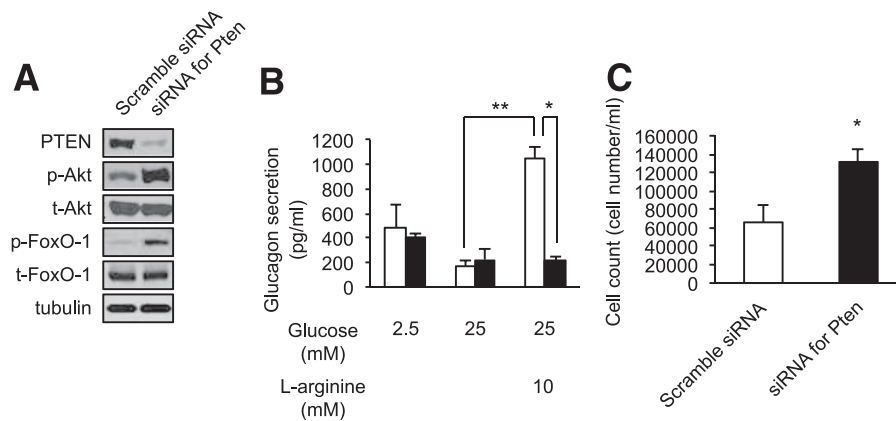 A
Scramble siRNA
siRNA for Pten
PTEN
p-Akt
t-Akt
p-FoxO-1
t-FoxO-1
tubulin
B
Glucagon secretion
(pg/ml)
1200
1000
800
600
400
200
0
**
*
Glucose
(mM)
2.5
25
25
L-arginine
(mM)
10
C
Cell count (cell number/ml)
160000
140000
120000
100000
80000
60000
40000
20000
0
*
Scramble siRNA
siRNA for Pten